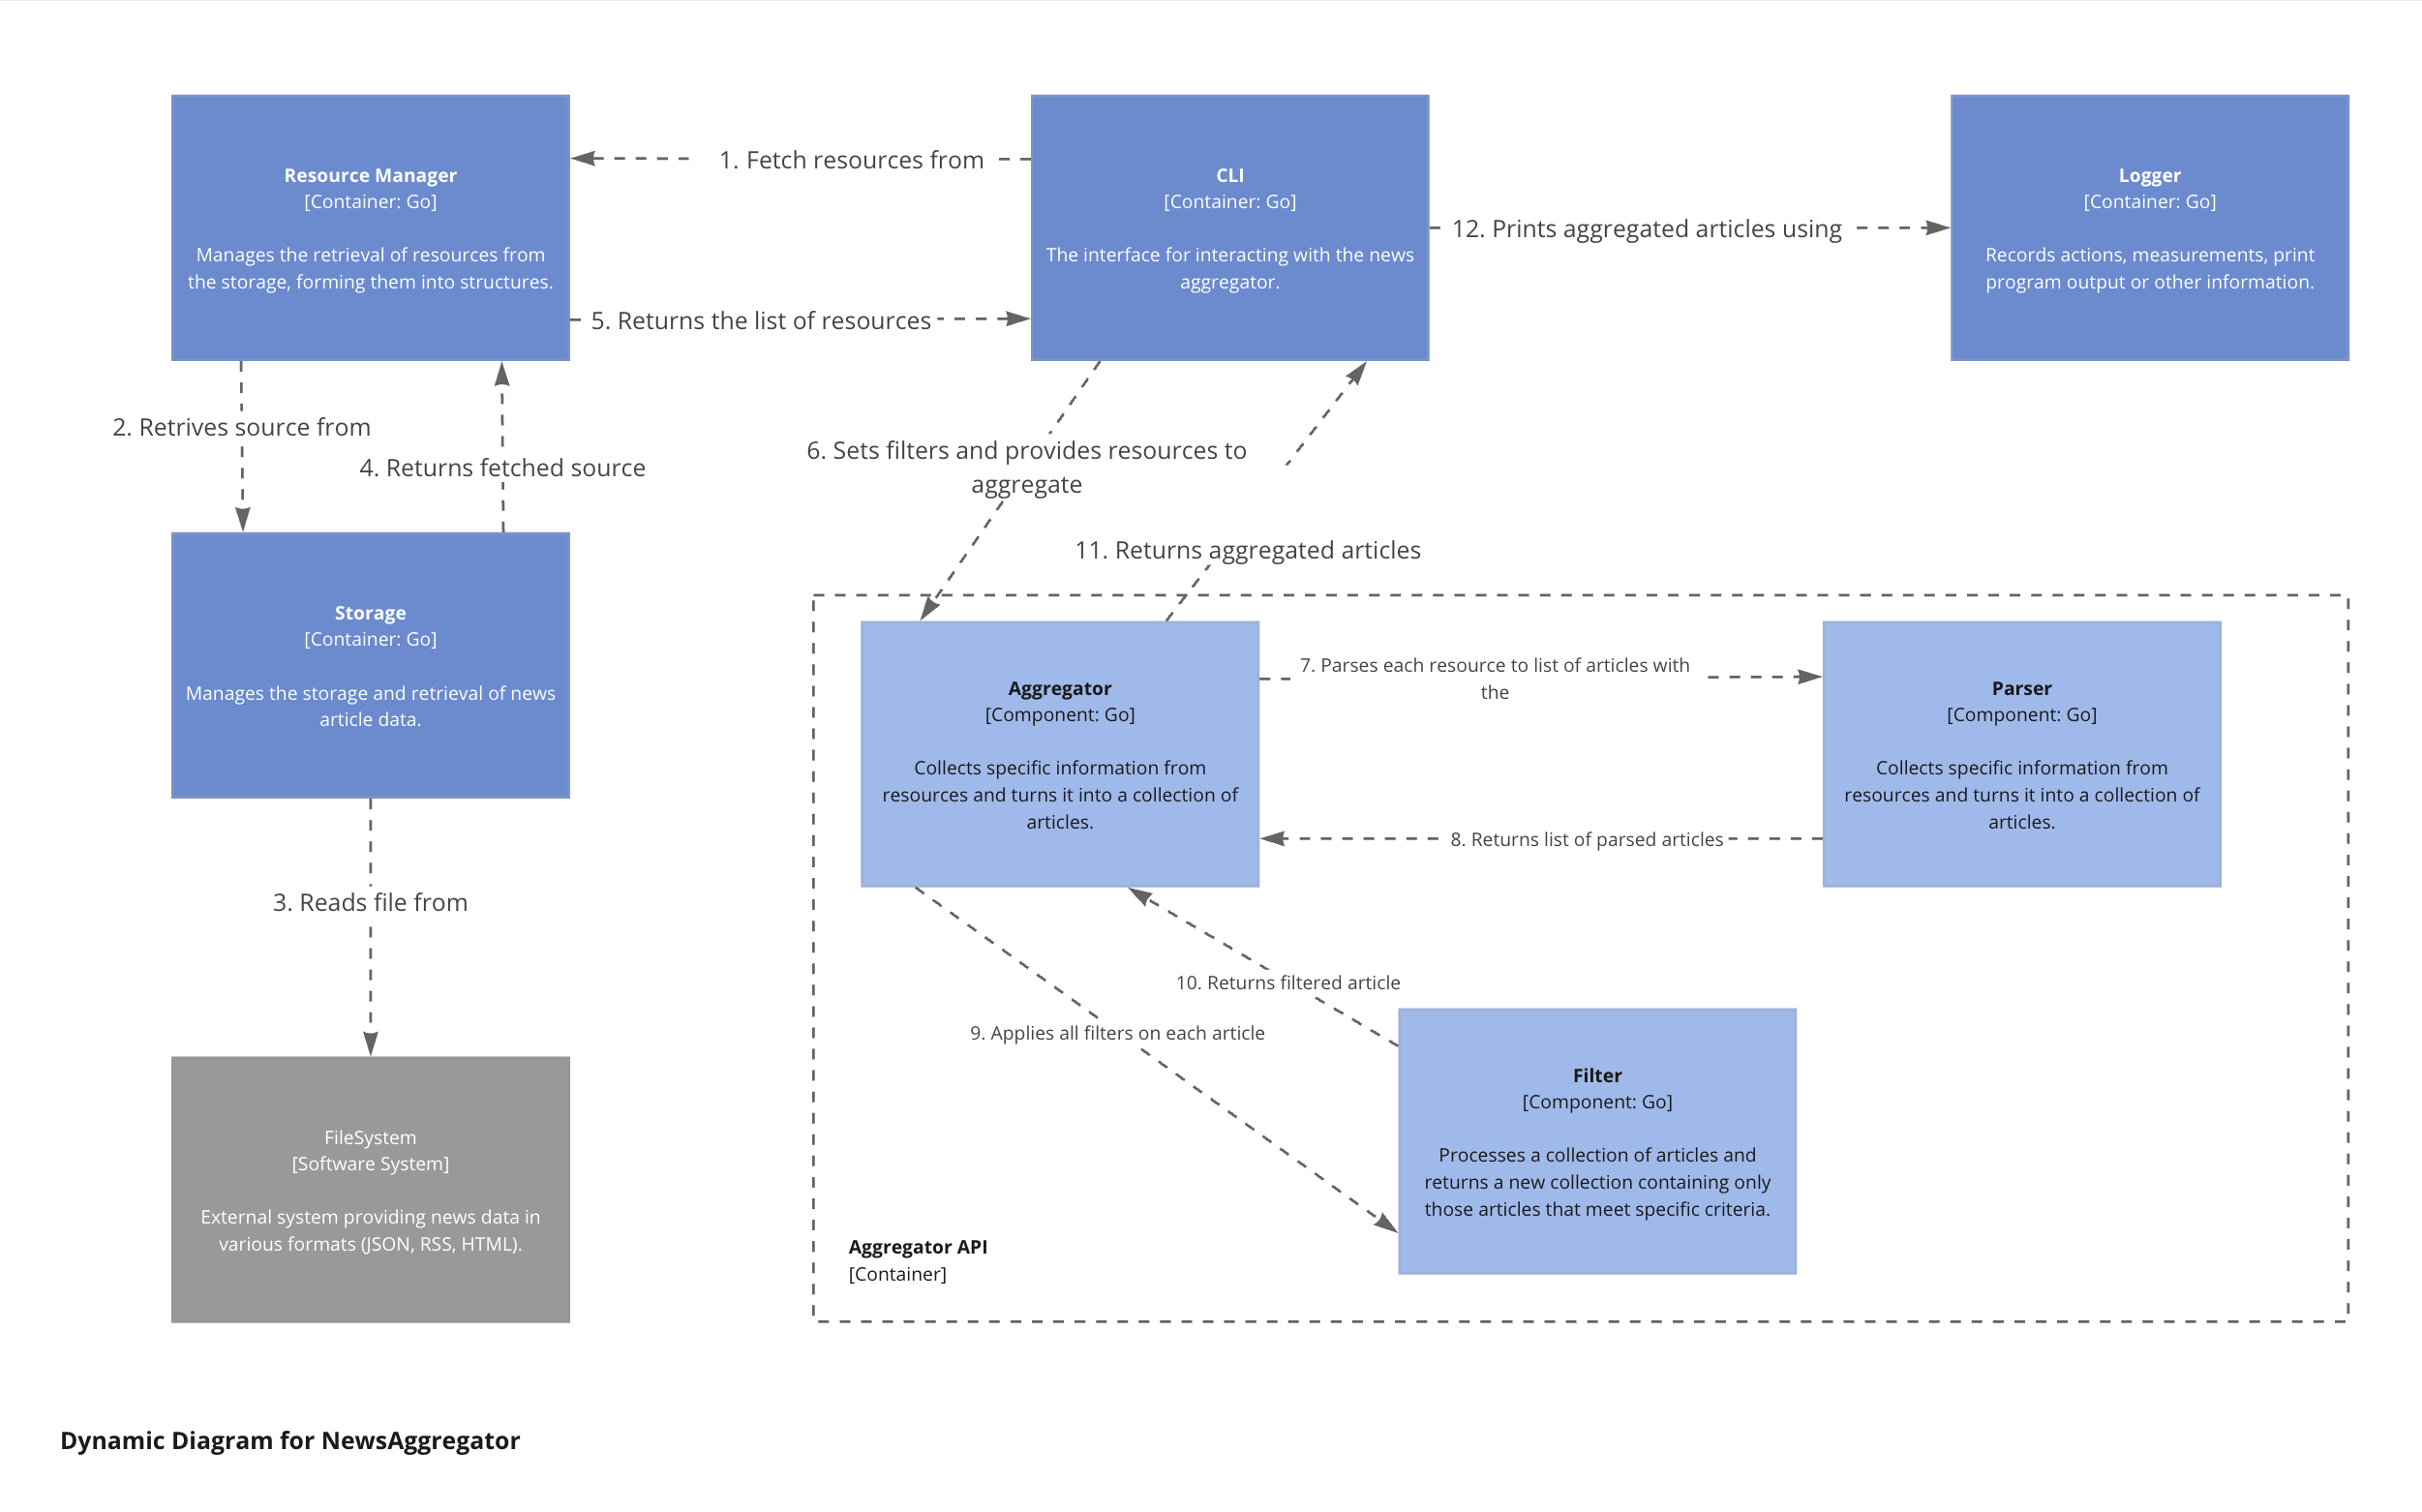 Resource Manager
[Container: Go]
Manages the retrieval of resources from
the storage, forming them into structures.
1. Fetch resources from
5. Returns the list of resources
CLI
[Container: Go]
The interface for interacting with the news
aggregator.
12. Prints aggregated articles using
Logger
[Container: Go]
Records actions, measurements, print
program output or other information.
2. Retrives source from
4. Returns fetched source
6. Sets filters and provides resources to
aggregate
11. Returns aggregated articles
Storage
[Container: Go]
Manages the storage and retrieval of news
article data.
3. Reads file from
FileSystem
[Software System]
External system providing news data in
various formats (JSON, RSS, HTML).
Aggregator
[Component: Go]
Collects specific information from
resources and turns it into a collection of
articles.
7. Parses each resource to list of articles with
the
8. Returns list of parsed articles
Parser
[Component: Go]
Collects specific information from
resources and turns it into a collection of
articles.
10. Returns filtered article
9. Applies all filters on each article
Filter
[Component: Go]
Processes a collection of articles and
returns a new collection containing only
those articles that meet specific criteria.
Aggregator API
[Container]
Dynamic Diagram for NewsAggregator